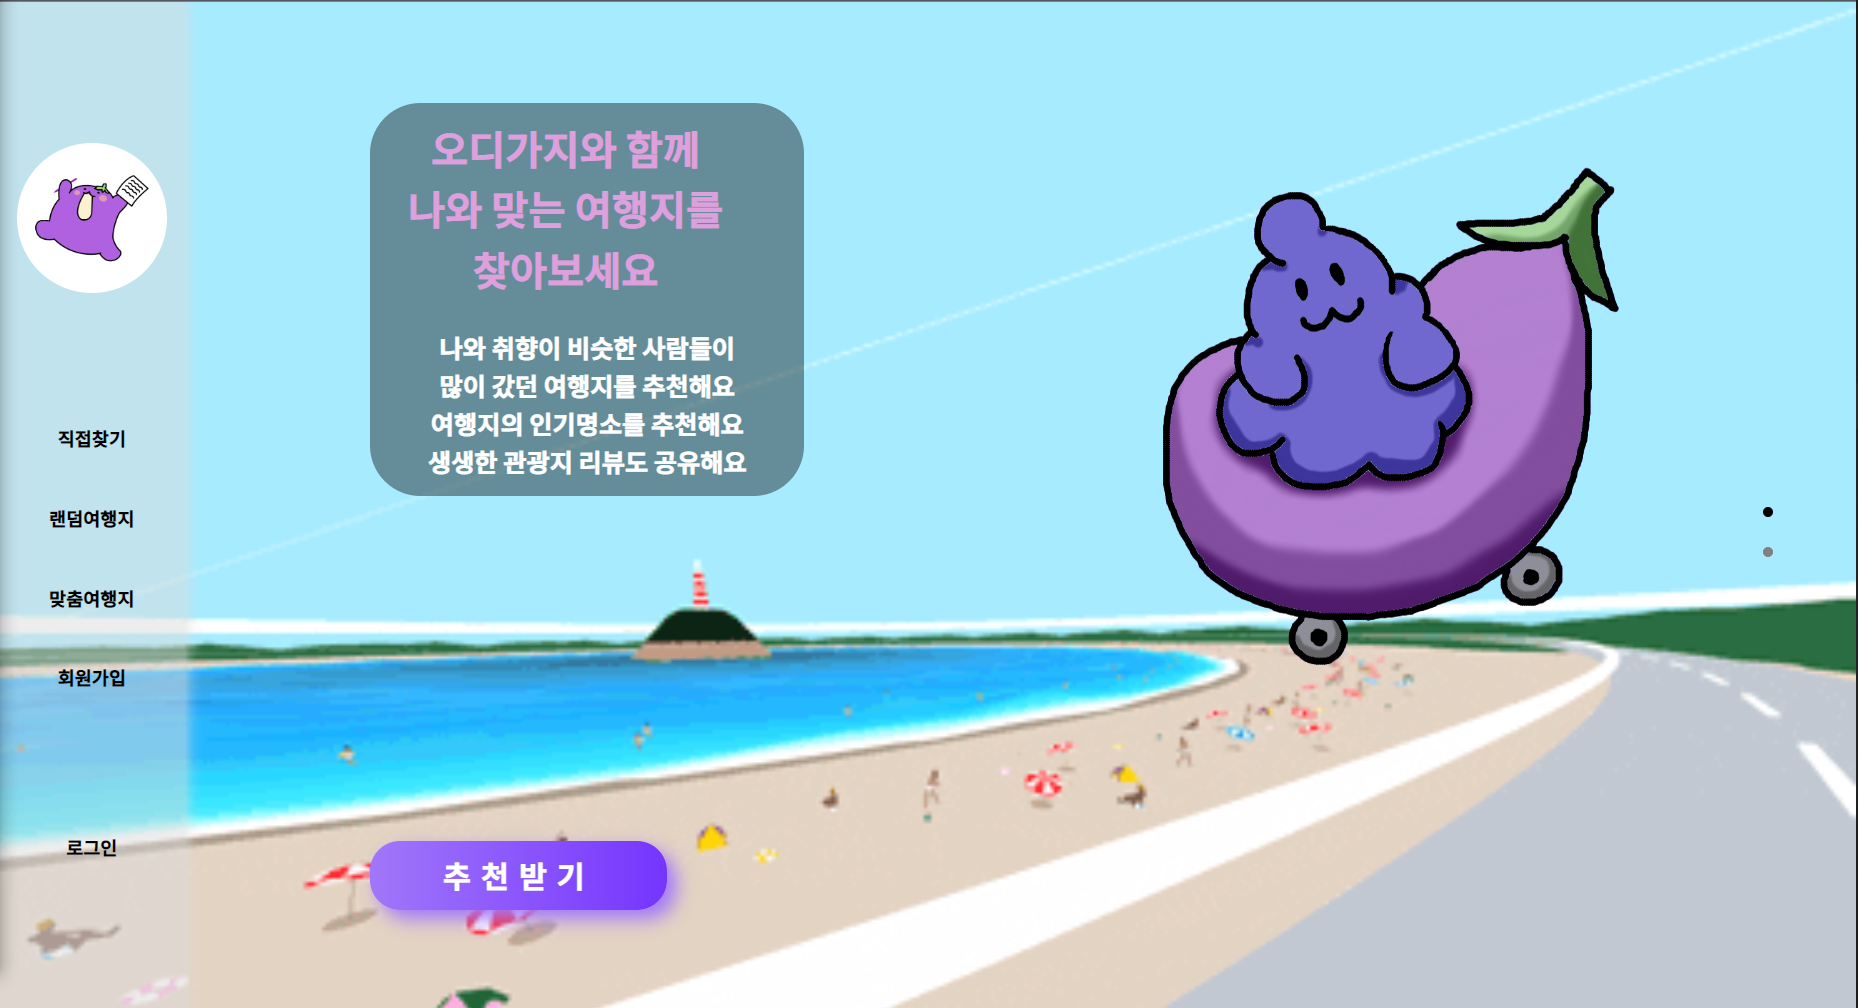 직접찾기
랜덤여행지
맞춤여행지
회원가입
로그인
오디가지와 함께
나와 맞는 여행지를
찾아보세요
나와 취향이 비슷한 사람들이
많이 갔던 여행지를 추천해요
여행지의 인기명소를 추천해요
생생한 관광지 리뷰도 공유해요
추천받기